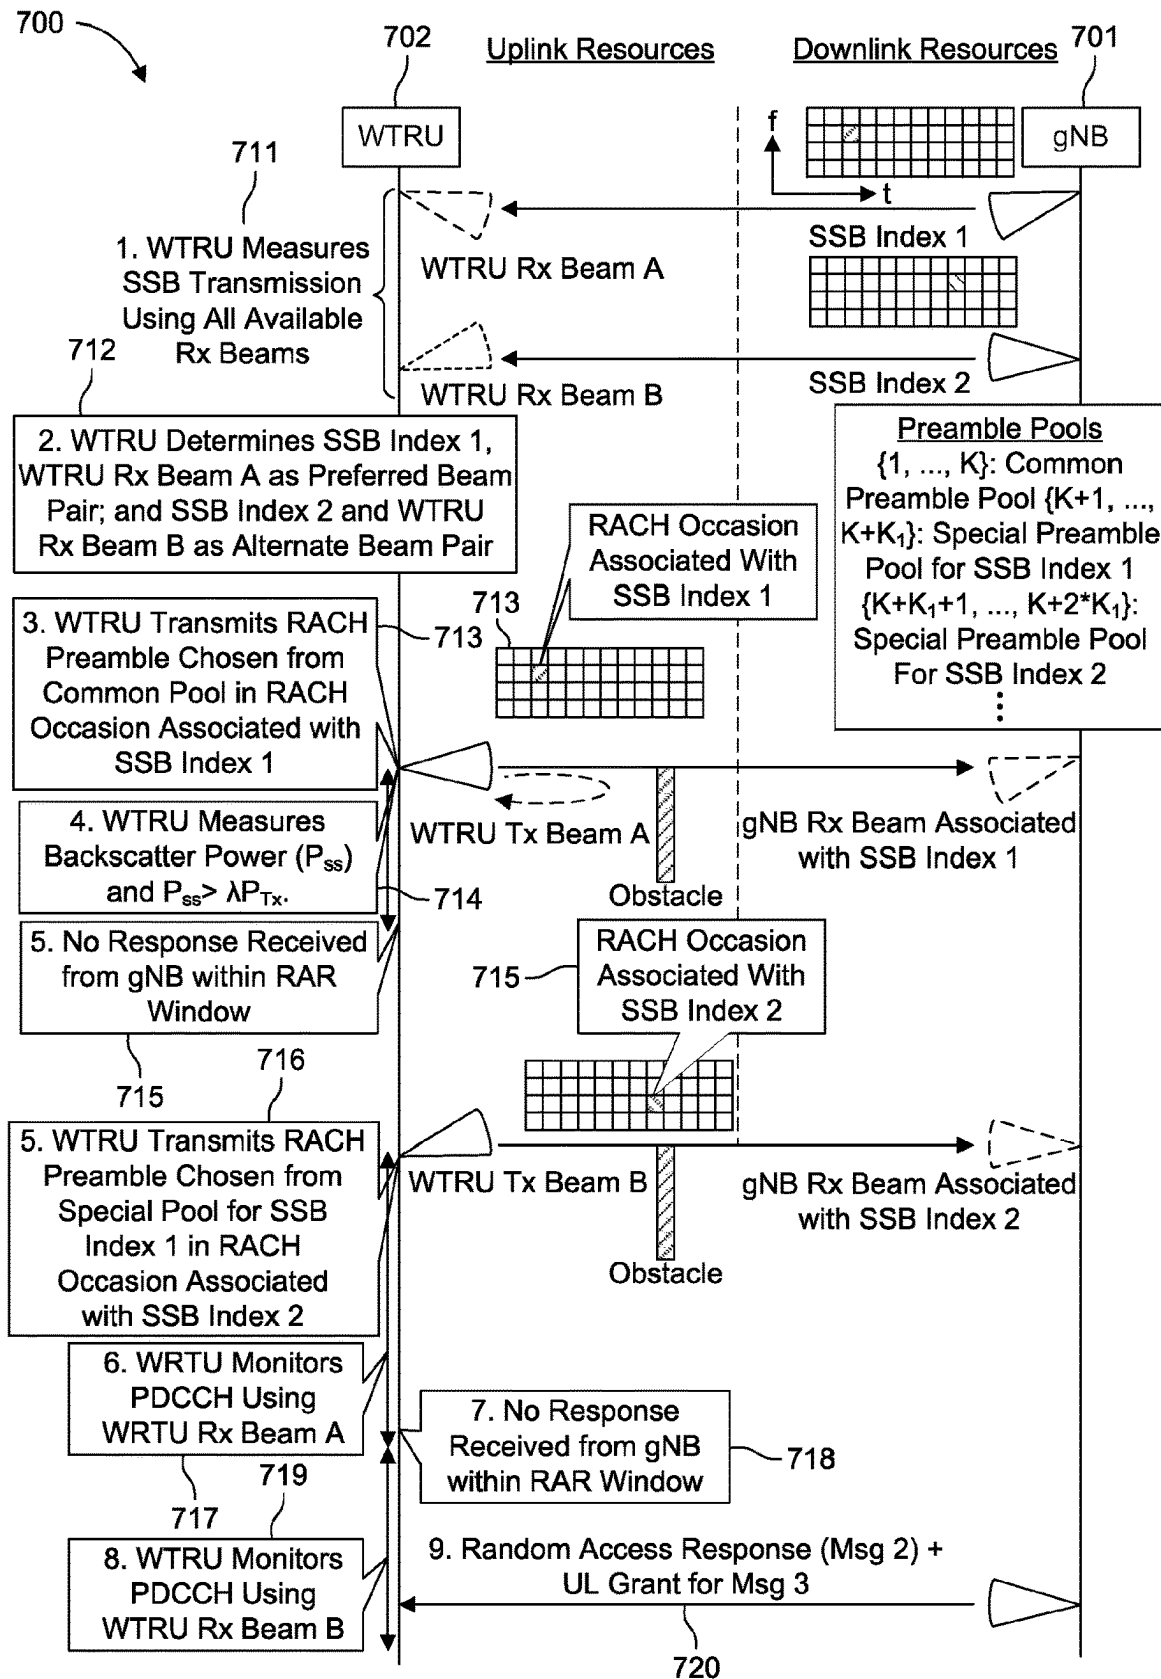 700
702
Uplink Resources
Downlink Resources
701
WTRU
f
t
gNB
711
1. WTRU Measures
SSB Transmission
Using All Available
Rx Beams
SSB Index 1
WTRU Rx Beam A
712
SSB Index 2
WTRU Rx Beam B
2. WTRU Determines SSB Index 1,
WTRU Rx Beam A as Preferred Beam
Pair; and SSB Index 2 and WTRU
Rx Beam B as Alternate Beam Pair
Preamble Pools
{1, ..., K}: Common
Preamble Pool {K+1, ...,
K+K₁}: Special Preamble
Pool for SSB Index 1
{K+K₁+1, ..., K+2*K₁}:
Special Preamble Pool
For SSB Index 2
⋮
RACH Occasion
Associated With
SSB Index 1
3. WTRU Transmits RACH
Preamble Chosen from
Common Pool in RACH
Occasion Associated with
SSB Index 1
713
713
4. WTRU Measures
Backscatter Power (Pss)
and Pss> λPTx.
714
WTRU Tx Beam A
Obstacle
gNB Rx Beam Associated
with SSB Index 1
5. No Response Received
from gNB within RAR
Window
715
715
RACH Occasion
Associated With
SSB Index 2
716
5. WTRU Transmits RACH
Preamble Chosen from
Special Pool for SSB
Index 1 in RACH
Occasion Associated
with SSB Index 2
WTRU Tx Beam B
Obstacle
gNB Rx Beam Associated
with SSB Index 2
6. WRTU Monitors
PDCCH Using
WRTU Rx Beam A
717
7. No Response
Received from gNB
within RAR Window
718
719
8. WTRU Monitors
PDCCH Using
WTRU Rx Beam B
9. Random Access Response (Msg 2) +
UL Grant for Msg 3
720